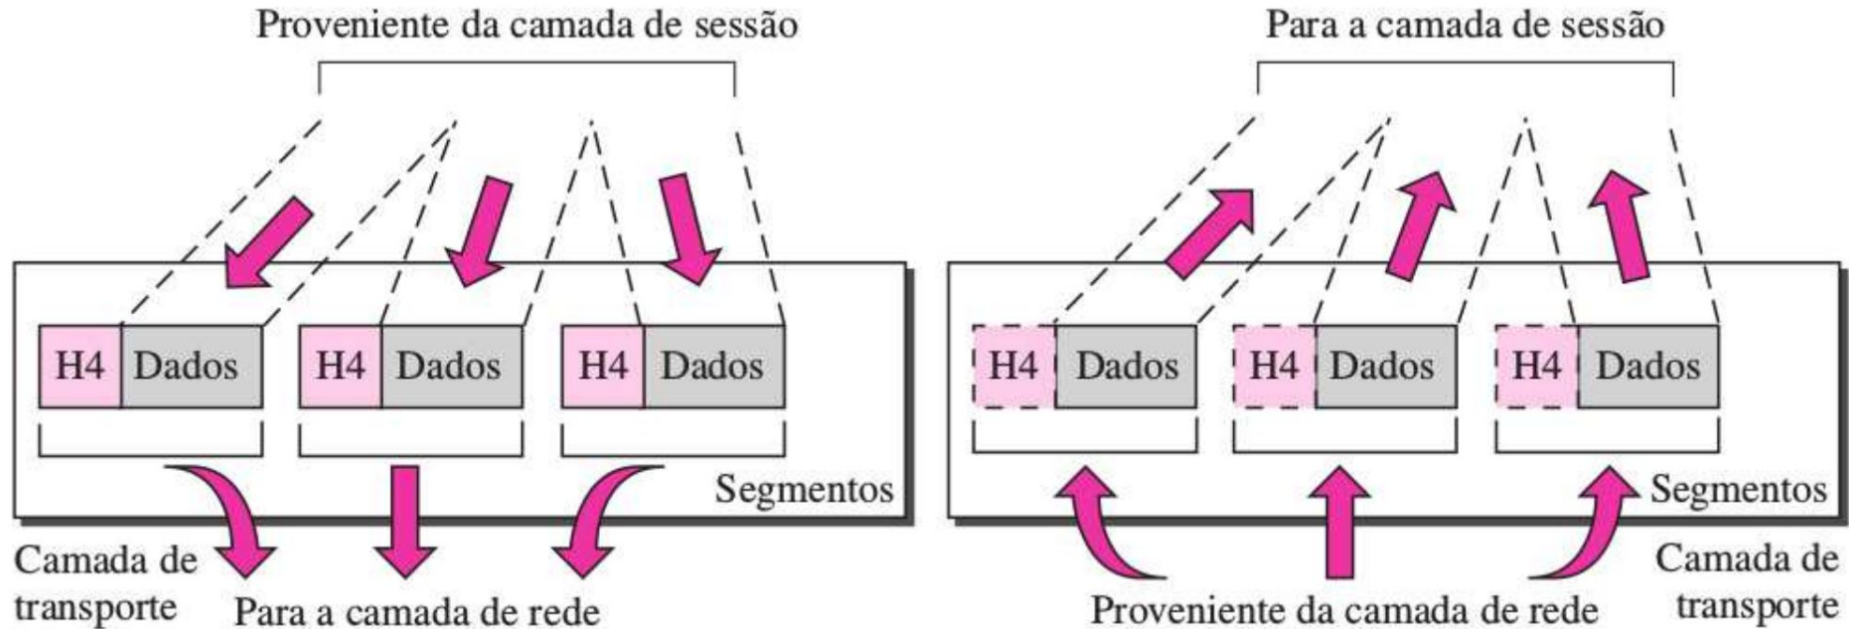 Proveniente da camada de sessão
H4 Dados H4 Dados H4 Dados
Segmentos
Camada de
transporte
Para a camada de rede
Para a camada de sessão
H4 Dados H4 Dados H4 Dados
Segmentos
Camada de
transporte
Proveniente da camada de rede